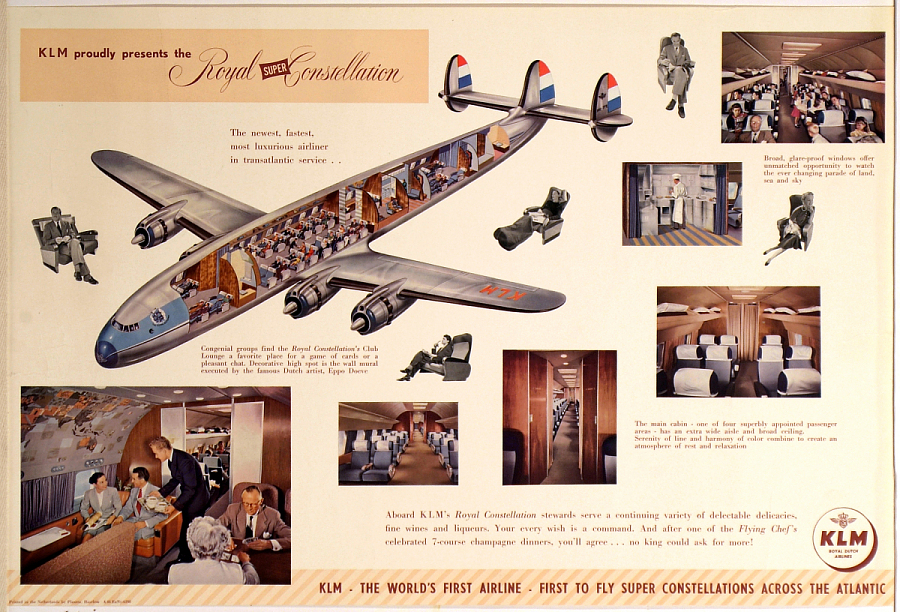 KLM proudly presents the
Royal SUPER Constellation
The newest, fastest,
most luxurious airliner
in transatlantic service . .
Broad, glare-proof windows offer
unmatched opportunity to watch
the ever changing parade of land,
sea and sky
KLM
Congenial groups find the Royal Constellation's Club
Lounge a favorite place for a game of cards or a
pleasant chat. Decorative high spot is the wall mural
executed by the famous Dutch artist, Eppo Doeve
The main cabin - one of four superbly appointed passenger
areas - has an extra wide aisle and broad ceiling.
Serenity of line and harmony of color combine to create an
atmosphere of rest and relaxation
Aboard KLM's Royal Constellation stewards serve a continuing variety of delectable delicacies,
fine wines and liqueurs. Your every wish is a command. And after one of the Flying Chef's
celebrated 7-course champagne dinners, you'll agree . . . no king could ask for more!
KLM
ROYAL DUTCH
AIRLINES
KLM - THE WORLD'S FIRST AIRLINE - FIRST TO FLY SUPER CONSTELLATIONS ACROSS THE ATLANTIC
Printed in the Netherlands by